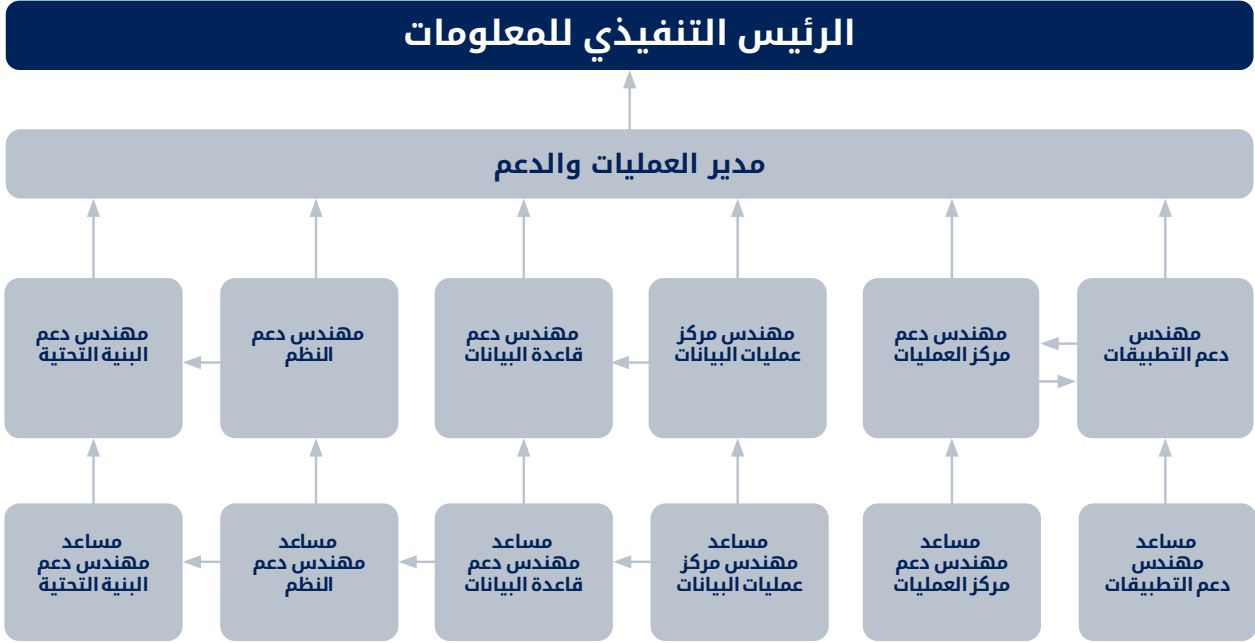 الرئيس التنفيذي للمعلومات
مدير العمليات والدعم
مهندس
دعم التطبيقات
مهندس دعم
مركز العمليات
مهندس مركز
عمليات البيانات
مهندس دعم
قاعدة البيانات
مهندس دعم
النظم
مهندس دعم
البنية التحتية
مساعد
مهندس
دعم التطبيقات
مساعد
مهندس دعم
مركز العمليات
مساعد
مهندس مركز
عمليات البيانات
مساعد
مهندس دعم
قاعدة البيانات
مساعد
مهندس دعم
النظم
مساعد
مهندس دعم
البنية التحتية